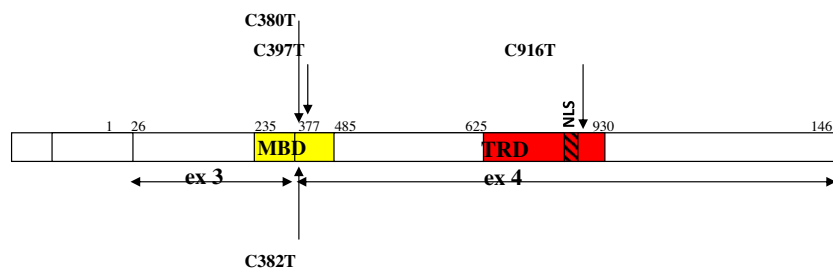 C380T
C397T C916T
NLS
1 26 235 377 485 625 930 146
MBD TRD
ex 3 ex 4
C382T